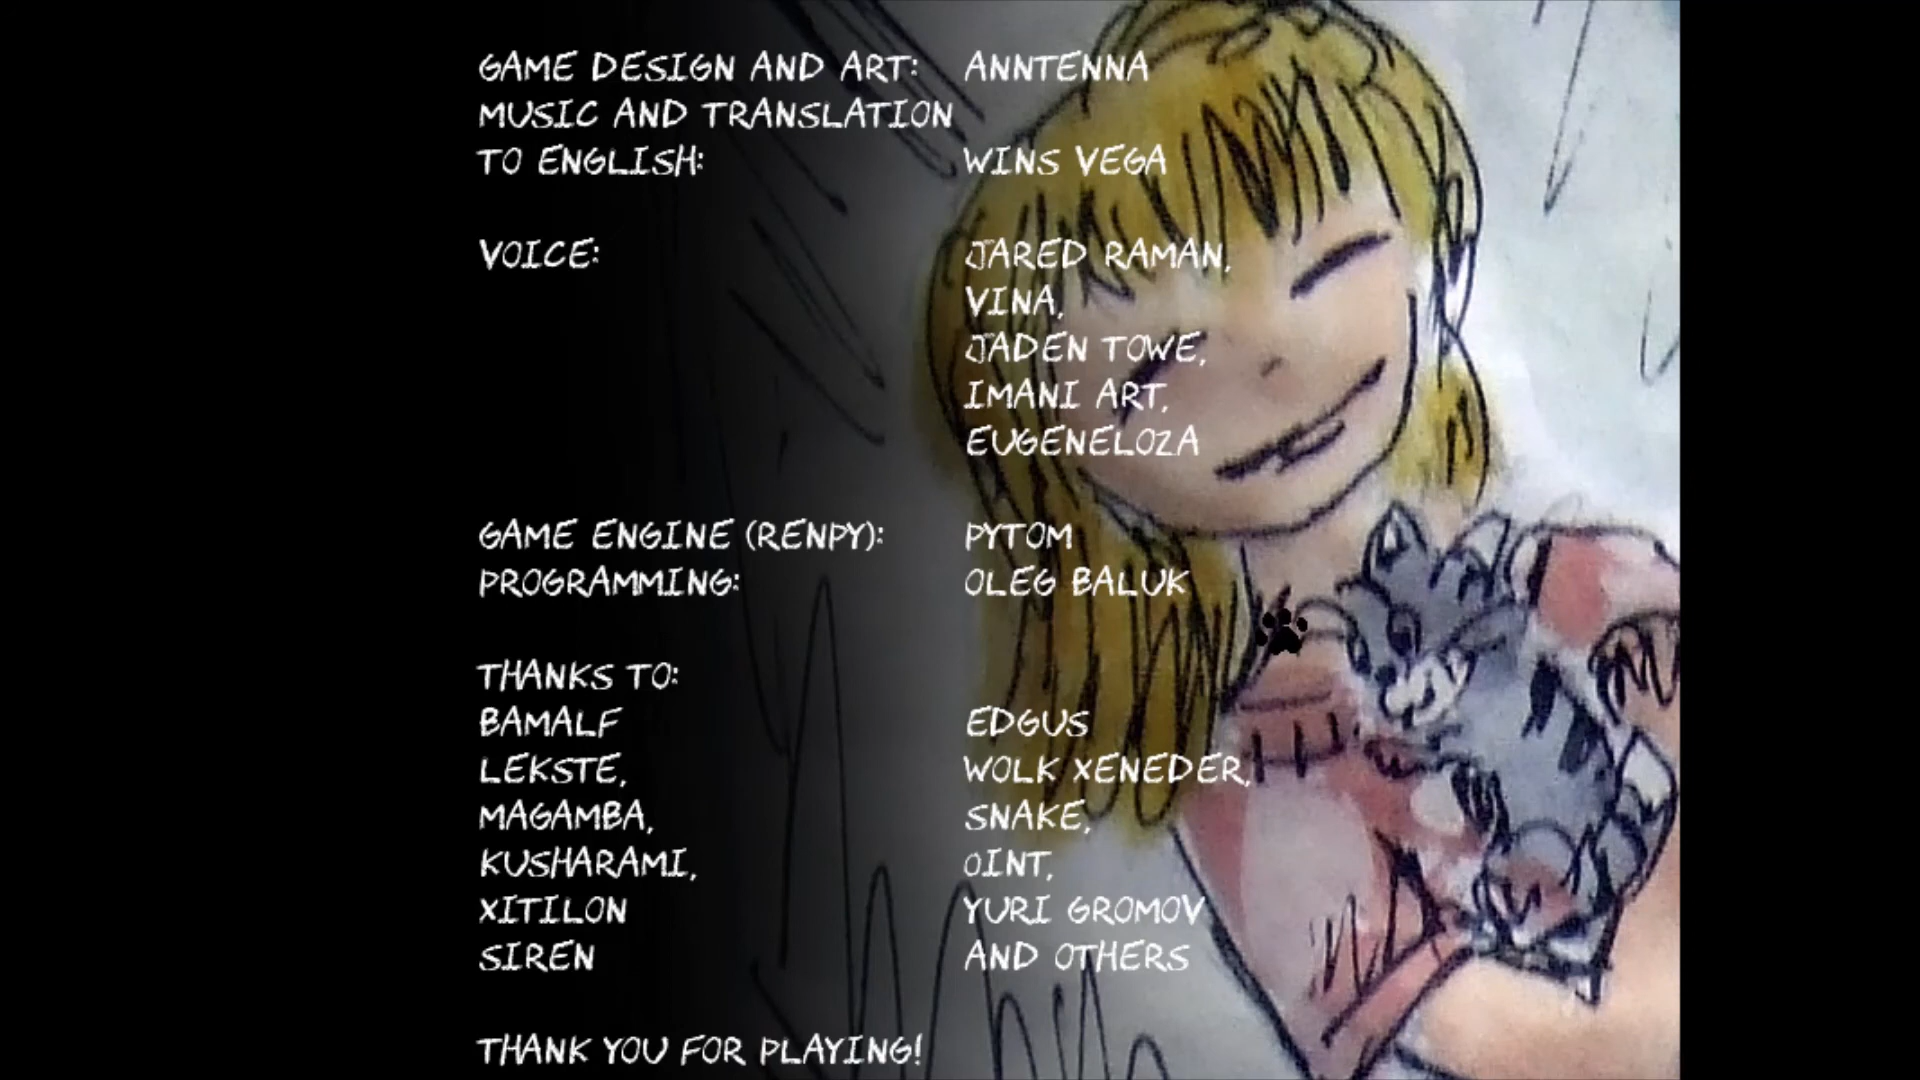 GAME DESIGN AND ART: ANNTENNA
MUSIC AND TRANSLATION
TO ENGLISH: WINS VEGA
VOICE: JARED RAMAN,
VINA,
JADEN TOWE,
IMANI ART,
EUGENELOZA
GAME ENGINE (RENPY): PYTOM
PROGRAMMING: OLEG BALUK
THANKS TO:
BAMALF EDGUS
LEKSTE, WOLK XENEDER,
MAGAMBA, SNAKE,
KUSHARAMI, OINT,
XITILON YURI GROMOV
SIREN AND OTHERS
THANK YOU FOR PLAYING!